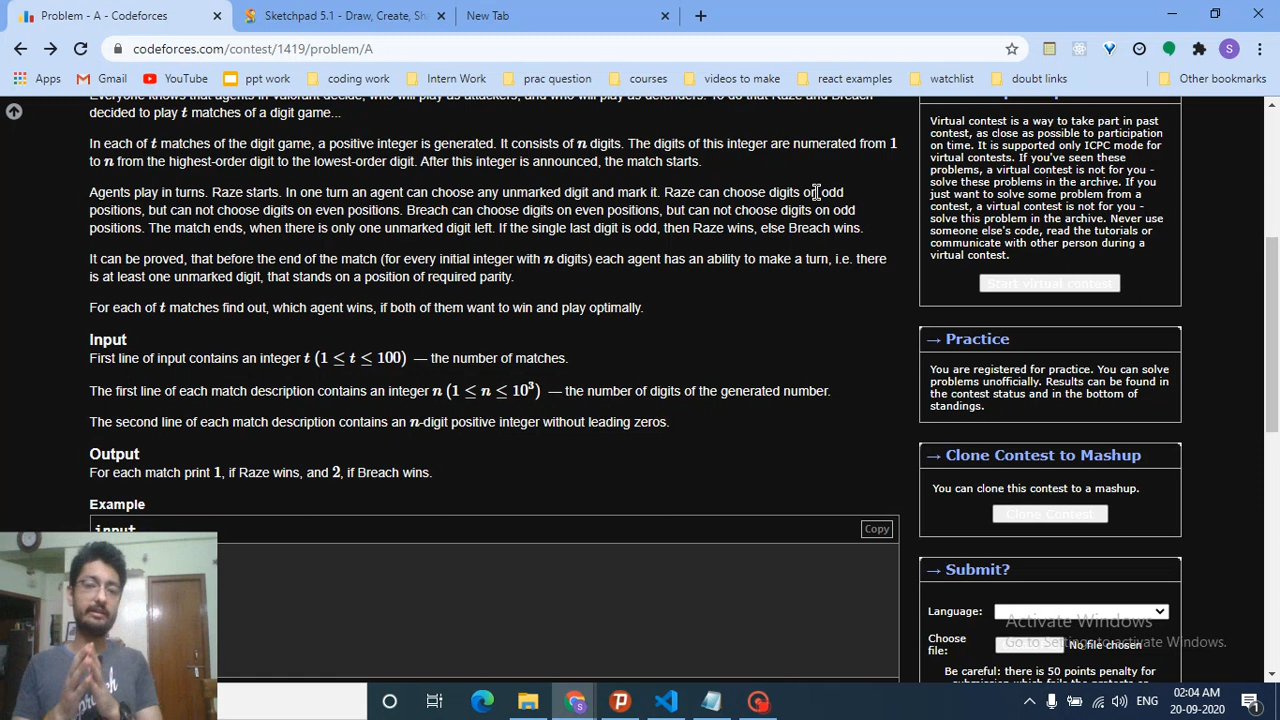 Problem - A - Codeforces
Sketchpad 5.1 - Draw, Create, Sha
New Tab
codeforces.com/contest/1419/problem/A
S
Apps
Gmail
YouTube
ppt work
coding work
Intern Work
prac question
courses
videos to make
react examples
watchlist
doubt links
Other bookmarks
decided to play t matches of a digit game...
In each of t matches of the digit game, a positive integer is generated. It consists of n digits. The digits of this integer are numerated from 1
to n from the highest-order digit to the lowest-order digit. After this integer is announced, the match starts.
Agents play in turns. Raze starts. In one turn an agent can choose any unmarked digit and mark it. Raze can choose digits on odd
positions, but can not choose digits on even positions. Breach can choose digits on even positions, but can not choose digits on odd
positions. The match ends, when there is only one unmarked digit left. If the single last digit is odd, then Raze wins, else Breach wins.
It can be proved, that before the end of the match (for every initial integer with n digits) each agent has an ability to make a turn, i.e. there
is at least one unmarked digit, that stands on a position of required parity.
For each of t matches find out, which agent wins, if both of them want to win and play optimally.
Input
First line of input contains an integer t (1 ≤ t ≤ 100) — the number of matches.
The first line of each match description contains an integer n (1 ≤ n ≤ 10³) — the number of digits of the generated number.
The second line of each match description contains an n-digit positive integer without leading zeros.
Output
For each match print 1, if Raze wins, and 2, if Breach wins.
Example
input
Copy
Virtual contest is a way to take part in past
contest, as close as possible to participation
on time. It is supported only ICPC mode for
virtual contests. If you've seen these
problems, a virtual contest is not for you -
solve these problems in the archive. If you
just want to solve some problem from a
contest, a virtual contest is not for you -
solve this problem in the archive. Never use
someone else's code, read the tutorials or
communicate with other person during a
virtual contest.
Start virtual contest
→ Practice
You are registered for practice. You can solve
problems unofficially. Results can be found in
the contest status and in the bottom of
standings.
→ Clone Contest to Mashup
You can clone this contest to a mashup.
Clone Contest
→ Submit?
Language:
Choose
file:
No file chosen
Be careful: there is 50 points penalty for
Activate Windows
Go to Settings to activate Windows.
ENG
02:04 AM
20-09-2020
1